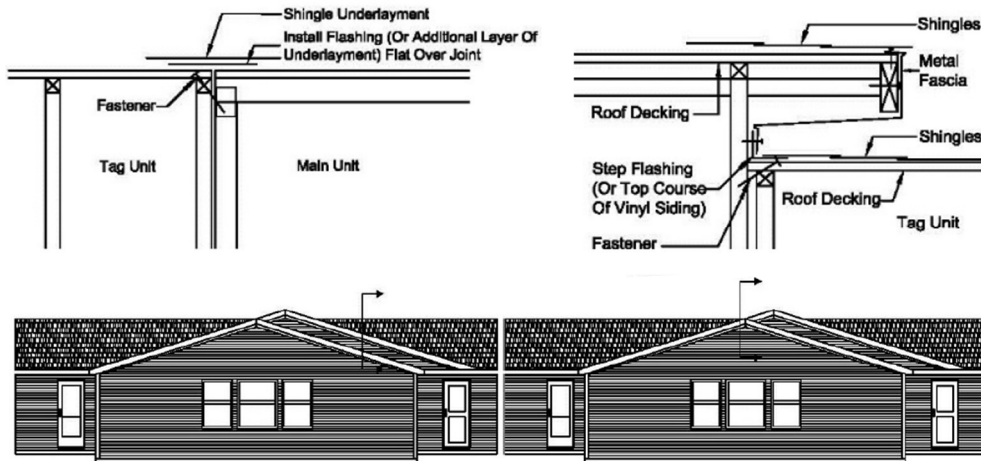 Shingle Underlayment
Install Flashing (Or Additional Layer Of
Underlayment) Flat Over Joint
Fastener
Tag Unit
Main Unit
Shingles
Metal
Fascia
Roof Decking
Shingles
Step Flashing
(Or Top Course
Of Vinyl Siding)
Roof Decking
Tag Unit
Fastener